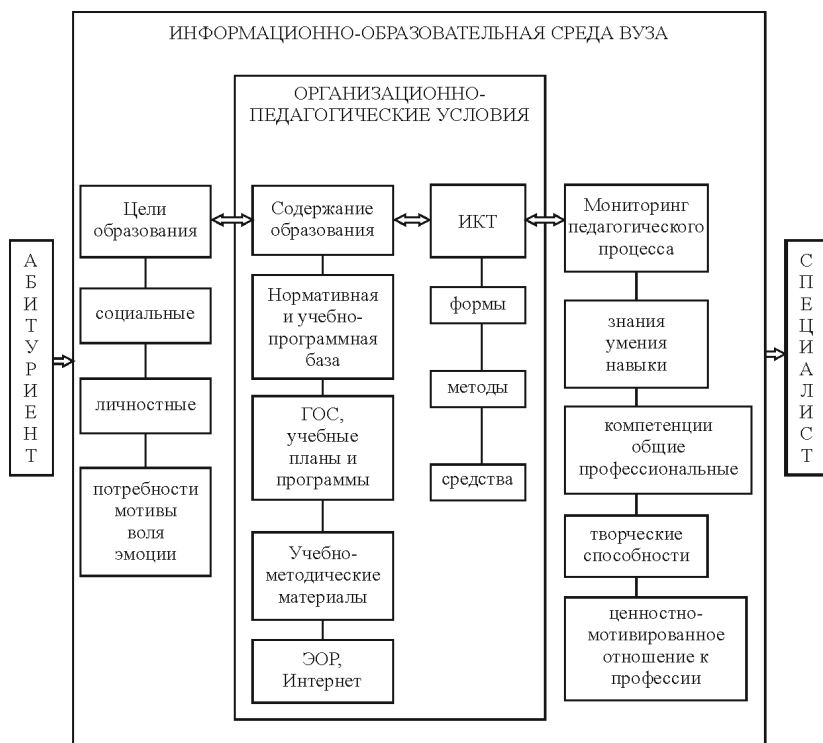 ИНФОРМАЦИОННО-ОБРАЗОВАТЕЛЬНАЯ СРЕДА ВУЗА
ОРГАНИЗАЦИОННО-
ПЕДАГОГИЧЕСКИЕ УСЛОВИЯ
АБИТУРИЕНТ
Цели
образования
социальные
личностные
потребности
мотивы
воля
эмоции
Содержание
образования
Нормативная
и учебно-
программная
база
ГОС,
учебные
планы и
программы
Учебно-
методические
материалы
ЭОР,
Интернет
ИКТ
формы
методы
средства
Мониторинг
педагогического
процесса
знания
умения
навыки
компетенции
общие
профессиональные
творческие
способности
ценностно-
мотивированное
отношение к
профессии
СПЕЦИАЛИСТ